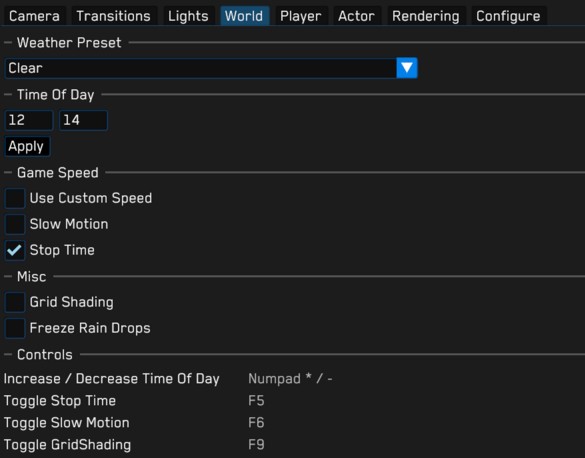 Camera Transitions Lights World Player Actor Rendering Configure
Weather Preset
Clear
Time Of Day
12 14
Apply
Game Speed
Use Custom Speed
Slow Motion
Stop Time
Misc
Grid Shading
Freeze Rain Drops
Controls
Increase / Decrease Time Of Day Numpad * / -
Toggle Stop Time F5
Toggle Slow Motion F6
Toggle GridShading F9